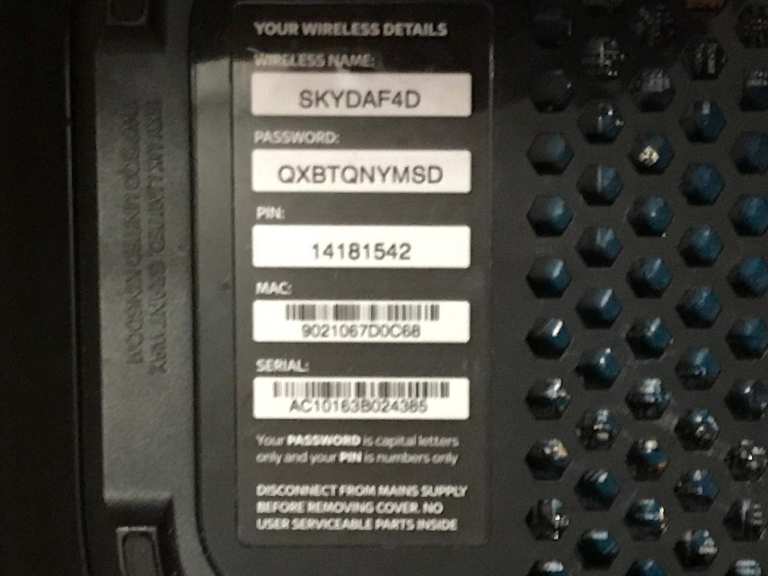 YOUR WIRELESS DETAILS
WIRELESS NAME:
SKYDAF4D
PASSWORD:
QXBTQNYMSD
PIN:
14181542
MAC:
9021067D0C68
SERIAL:
AC10163B024385
Your PASSWORD is capital letters
only and your PIN is numbers only
DISCONNECT FROM MAINS SUPPLY
BEFORE REMOVING COVER. NO
USER SERVICEABLE PARTS INSIDE